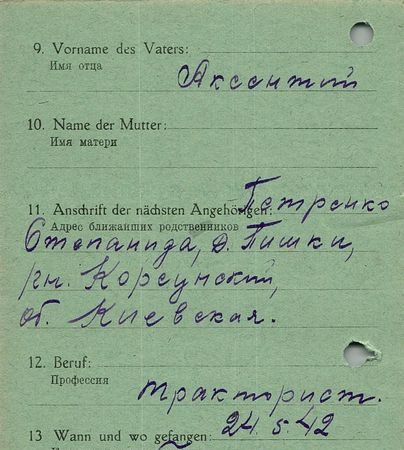 9. Vorname des Vaters:
Имя отца
Аксентий
10. Name der Mutter:
Имя матери
11. Anschrift der nächsten Angehörigen: Петренко
Адрес ближайших родственников
Степанида, д. Пишки,
рн. Корсунский,
об. Киевская.
12. Beruf:
Профессия
тракторист.
13 Wann und wo gefangen: 24.5.42